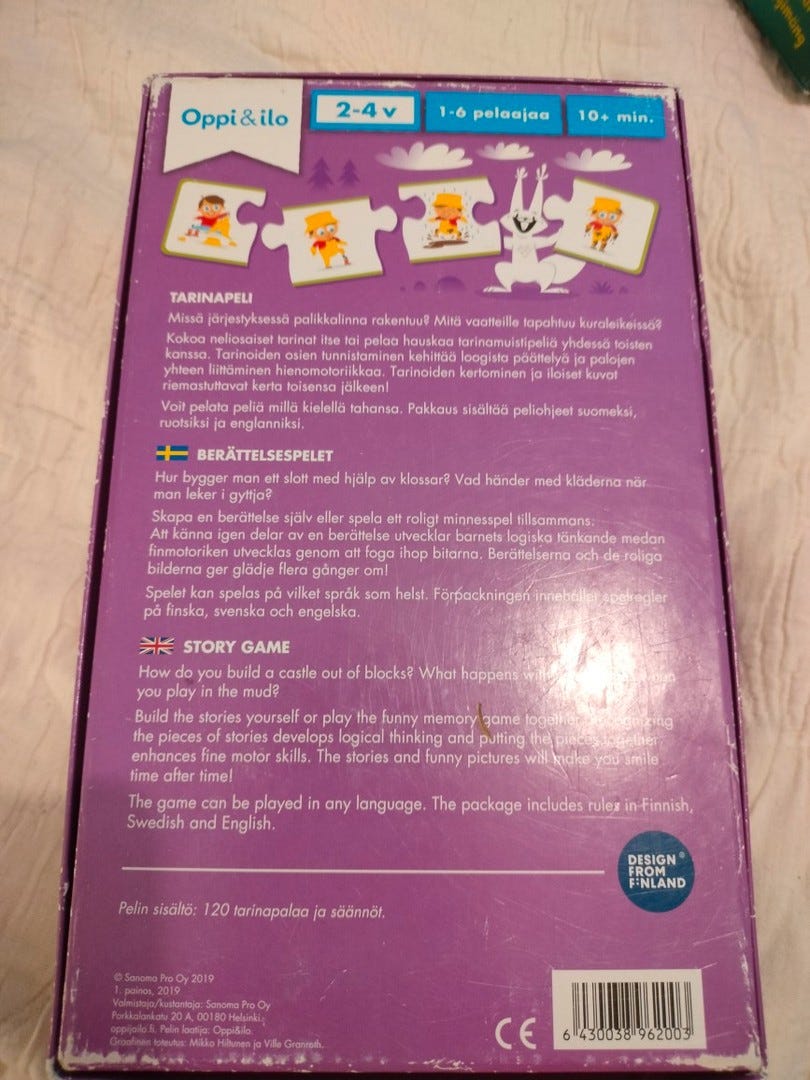 Oppi&ilo
2-4 v
1-6 pelaajaa
10+ min.
TARINAPELI
Missä järjestyksessä palikkalinna rakentuu? Mitä vaatteille tapahtuu kuraleikeissä?
Kokoa neliosaiset tarinat itse tai pelaa hauskaa tarinamuistipeliä yhdessä toisten
kanssa. Tarinoiden osien tunnistaminen kehittää loogista päättelyä ja palojen
yhteen liittäminen hienomotoriikkaa. Tarinoiden kertominen ja iloiset kuvat
riemastuttavat kerta toisensa jälkeen!
Voit pelata peliä millä kielellä tahansa. Pakkaus sisältää peliohjeet suomeksi,
ruotsiksi ja englanniksi.
BERÄTTELSESPELET
Hur bygger man ett slott med hjälp av klossar? Vad händer med kläderna när
man leker i gyttja?
Skapa en berättelse själv eller spela ett roligt minnesspel tillsammans.
Att känna igen delar av en berättelse utvecklar barnets logiska tänkande medan
finmotoriken utvecklas genom att foga ihop bitarna. Berättelserna och de roliga
bilderna ger glädje flera gånger om!
Spelet kan spelas på vilket språk som helst. Förpackningen innehåller spelregler
på finska, svenska och engelska.
STORY GAME
How do you build a castle out of blocks? What happens when
you play in the mud?
Build the stories yourself or play the funny memory game together. Recognizing
the pieces of stories develops logical thinking and putting the pieces together
enhances fine motor skills. The stories and funny pictures will make you smile
time after time!
The game can be played in any language. The package includes rules in Finnish,
Swedish and English.
DESIGN
FROM
FINLAND
Pelin sisältö: 120 tarinapalaa ja säännöt.
© Sanoma Pro Oy 2019
1. painos, 2019
Valmistaja/kustantaja: Sanoma Pro Oy
Porkkalankatu 20 A, 00180 Helsinki.
oppijailo.fi. Pelin laatija: Oppi&ilo.
Graafinen toteutus: Mikko Hiltunen ja Ville Granroth.
CE
6 430038 962003